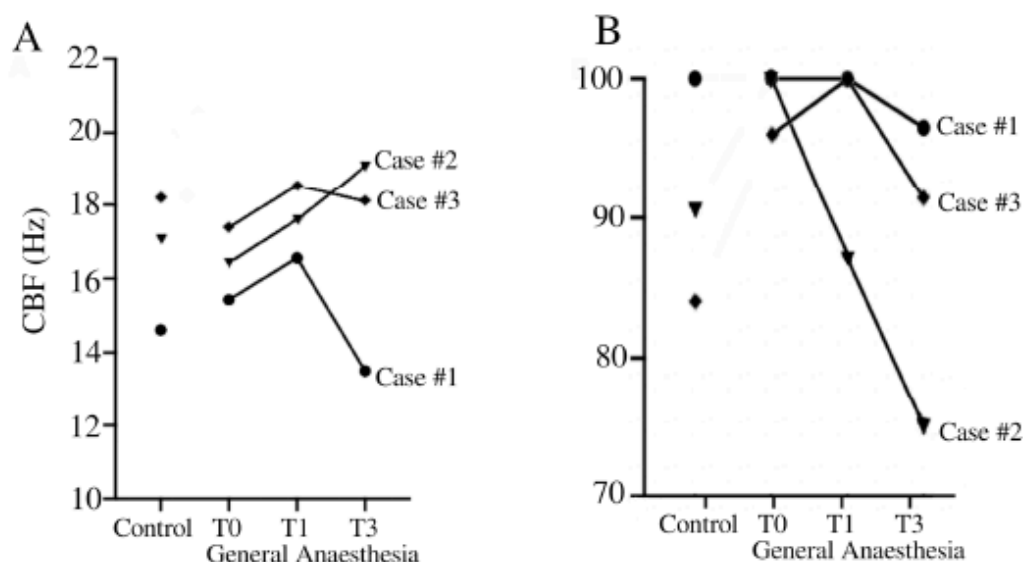 A
22
20
18
16
14
12
10
CBF (Hz)
Case #2
Case #3
Case #1
Control T0 T1 T3
General Anaesthesia
B
100
90
80
70
Case #1
Case #3
Case #2
Control T0 T1 T3
General Anaesthesia